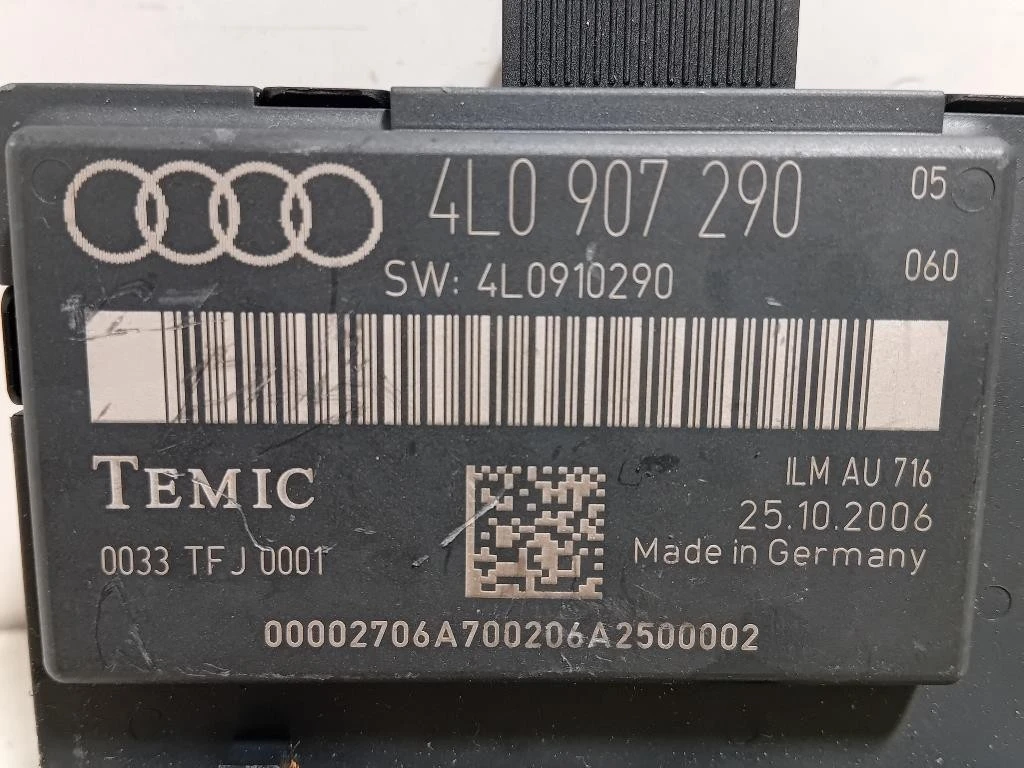 4L0 907 290 05
SW: 4L0910290 060
TEMIC
ILM AU 716
25.10.2006
0033 TFJ 0001
Made in Germany
00002706A700206A2500002